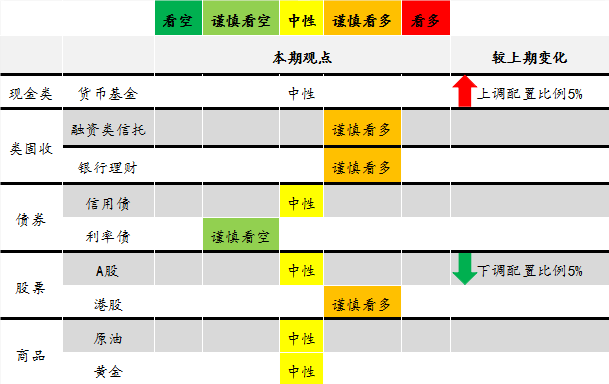 看空 谨慎看空 中性 谨慎看多 看多
本期观点 较上期变化
现金类 货币基金 中性 上调配置比例5%
类固收 融资类信托 谨慎看多
银行理财 谨慎看多
债券 信用债 中性
利率债 谨慎看空
股票 A股 中性 下调配置比例5%
港股 谨慎看多
商品 原油 中性
黄金 中性